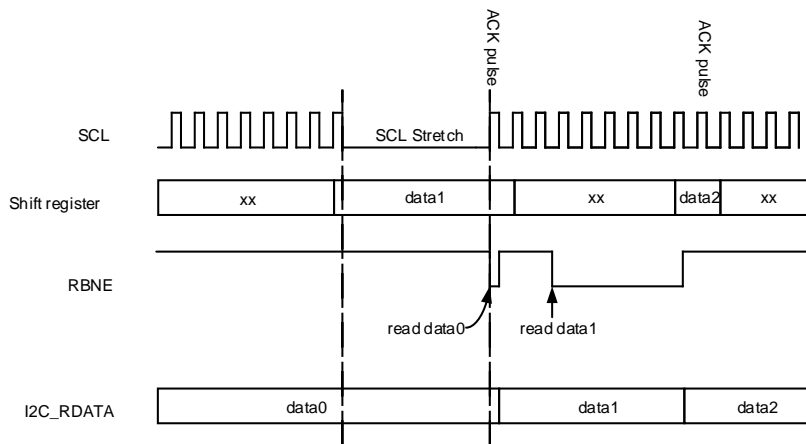 ACK pulse
ACK pulse
SCL
SCL Stretch
Shift register
xx
data1
xx
data2
xx
RBNE
read data0
read data1
I2C_RDATA
data0
data1
data2